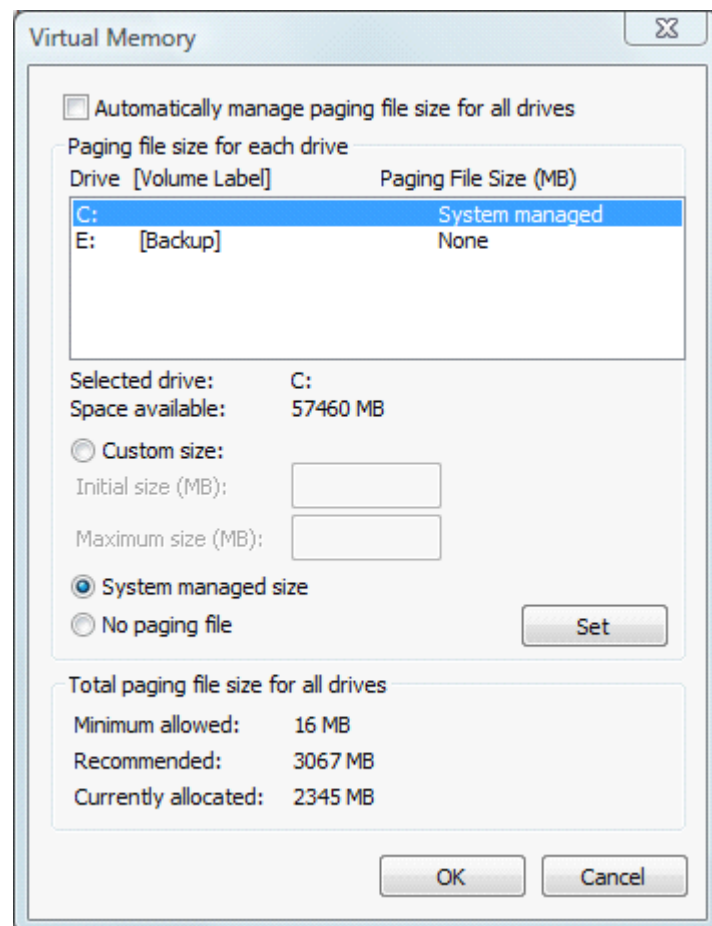 Virtual Memory
Automatically manage paging file size for all drives
Paging file size for each drive
Drive [Volume Label] Paging File Size (MB)
C: System managed
E: [Backup] None
Selected drive: C:
Space available: 57460 MB
Custom size:
Initial size (MB):
Maximum size (MB):
System managed size
No paging file Set
Total paging file size for all drives
Minimum allowed: 16 MB
Recommended: 3067 MB
Currently allocated: 2345 MB
OK Cancel